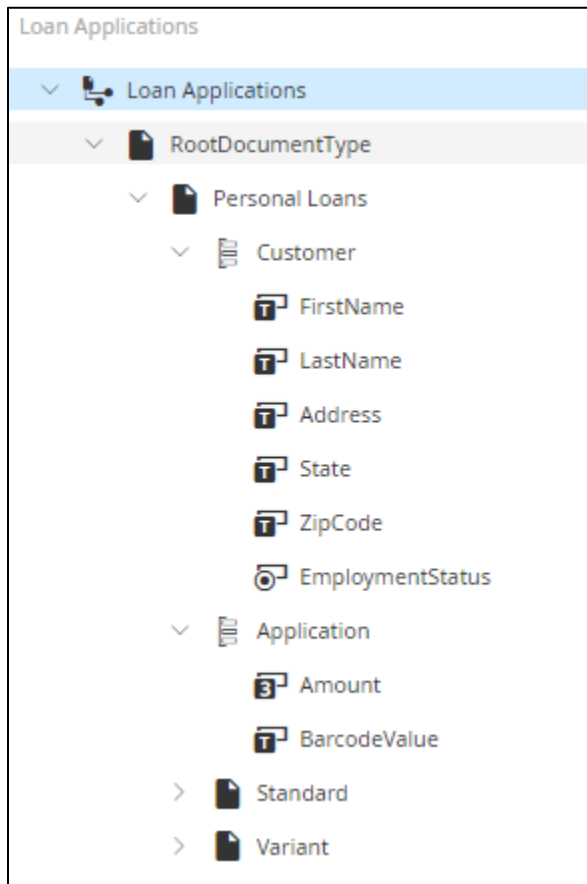 Loan Applications
Loan Applications
RootDocumentType
Personal Loans
Customer
FirstName
LastName
Address
State
ZipCode
EmploymentStatus
Application
Amount
BarcodeValue
Standard
Variant